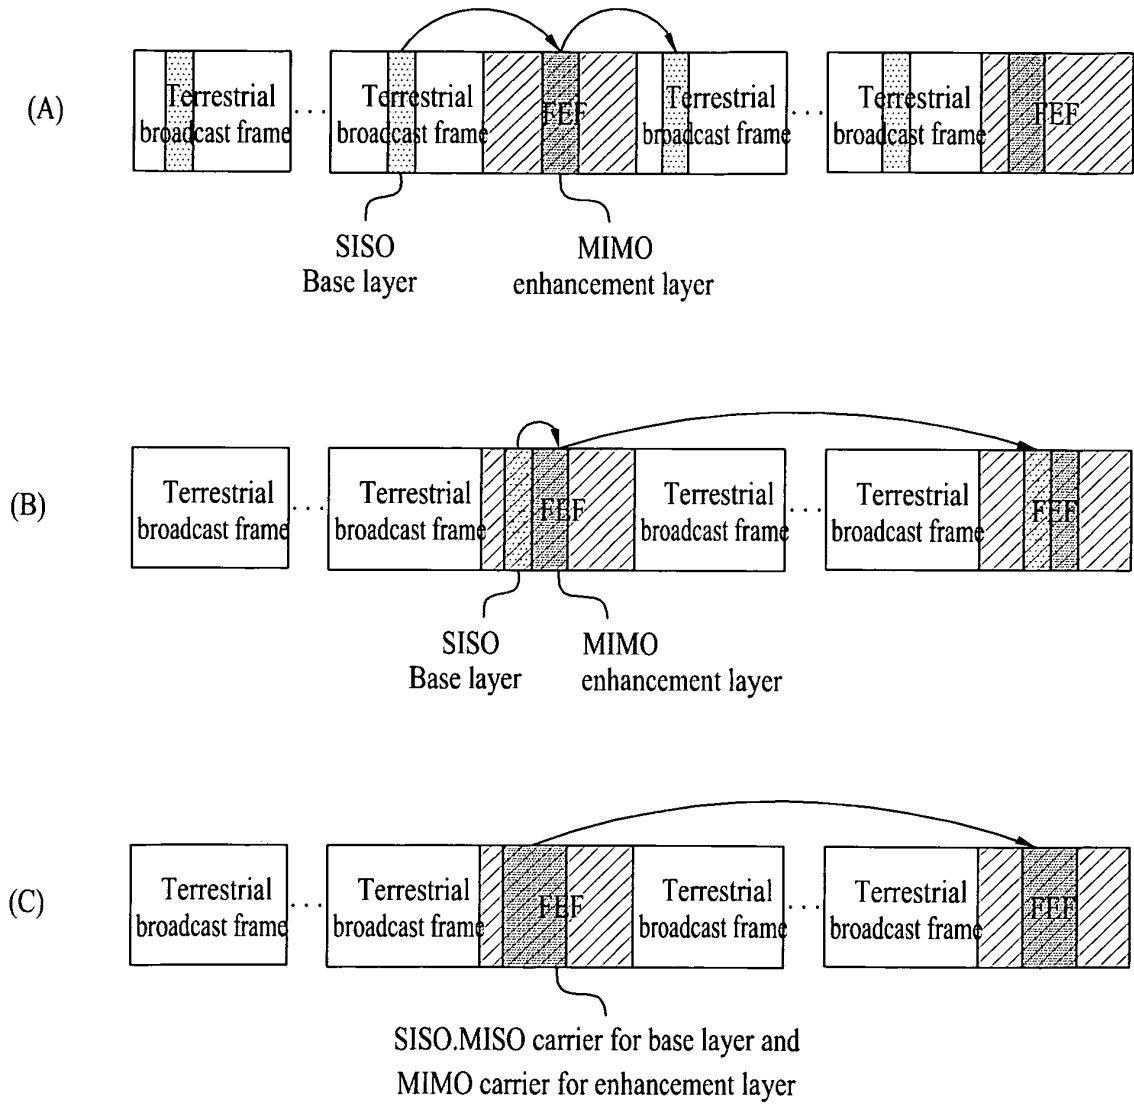 (A)
Terrestrial
broadcast frame
...
Terrestrial
broadcast frame
FEF
Terrestrial
broadcast frame
...
Terrestrial
broadcast frame
FEF
SISO
Base layer
MIMO
enhancement layer
(B)
Terrestrial
broadcast frame
...
Terrestrial
broadcast frame
FEF
Terrestrial
broadcast frame
...
Terrestrial
broadcast frame
FEF
SISO
Base layer
MIMO
enhancement layer
(C)
Terrestrial
broadcast frame
...
Terrestrial
broadcast frame
FEF
Terrestrial
broadcast frame
...
Terrestrial
broadcast frame
FEF
SISO.MISO carrier for base layer and
MIMO carrier for enhancement layer